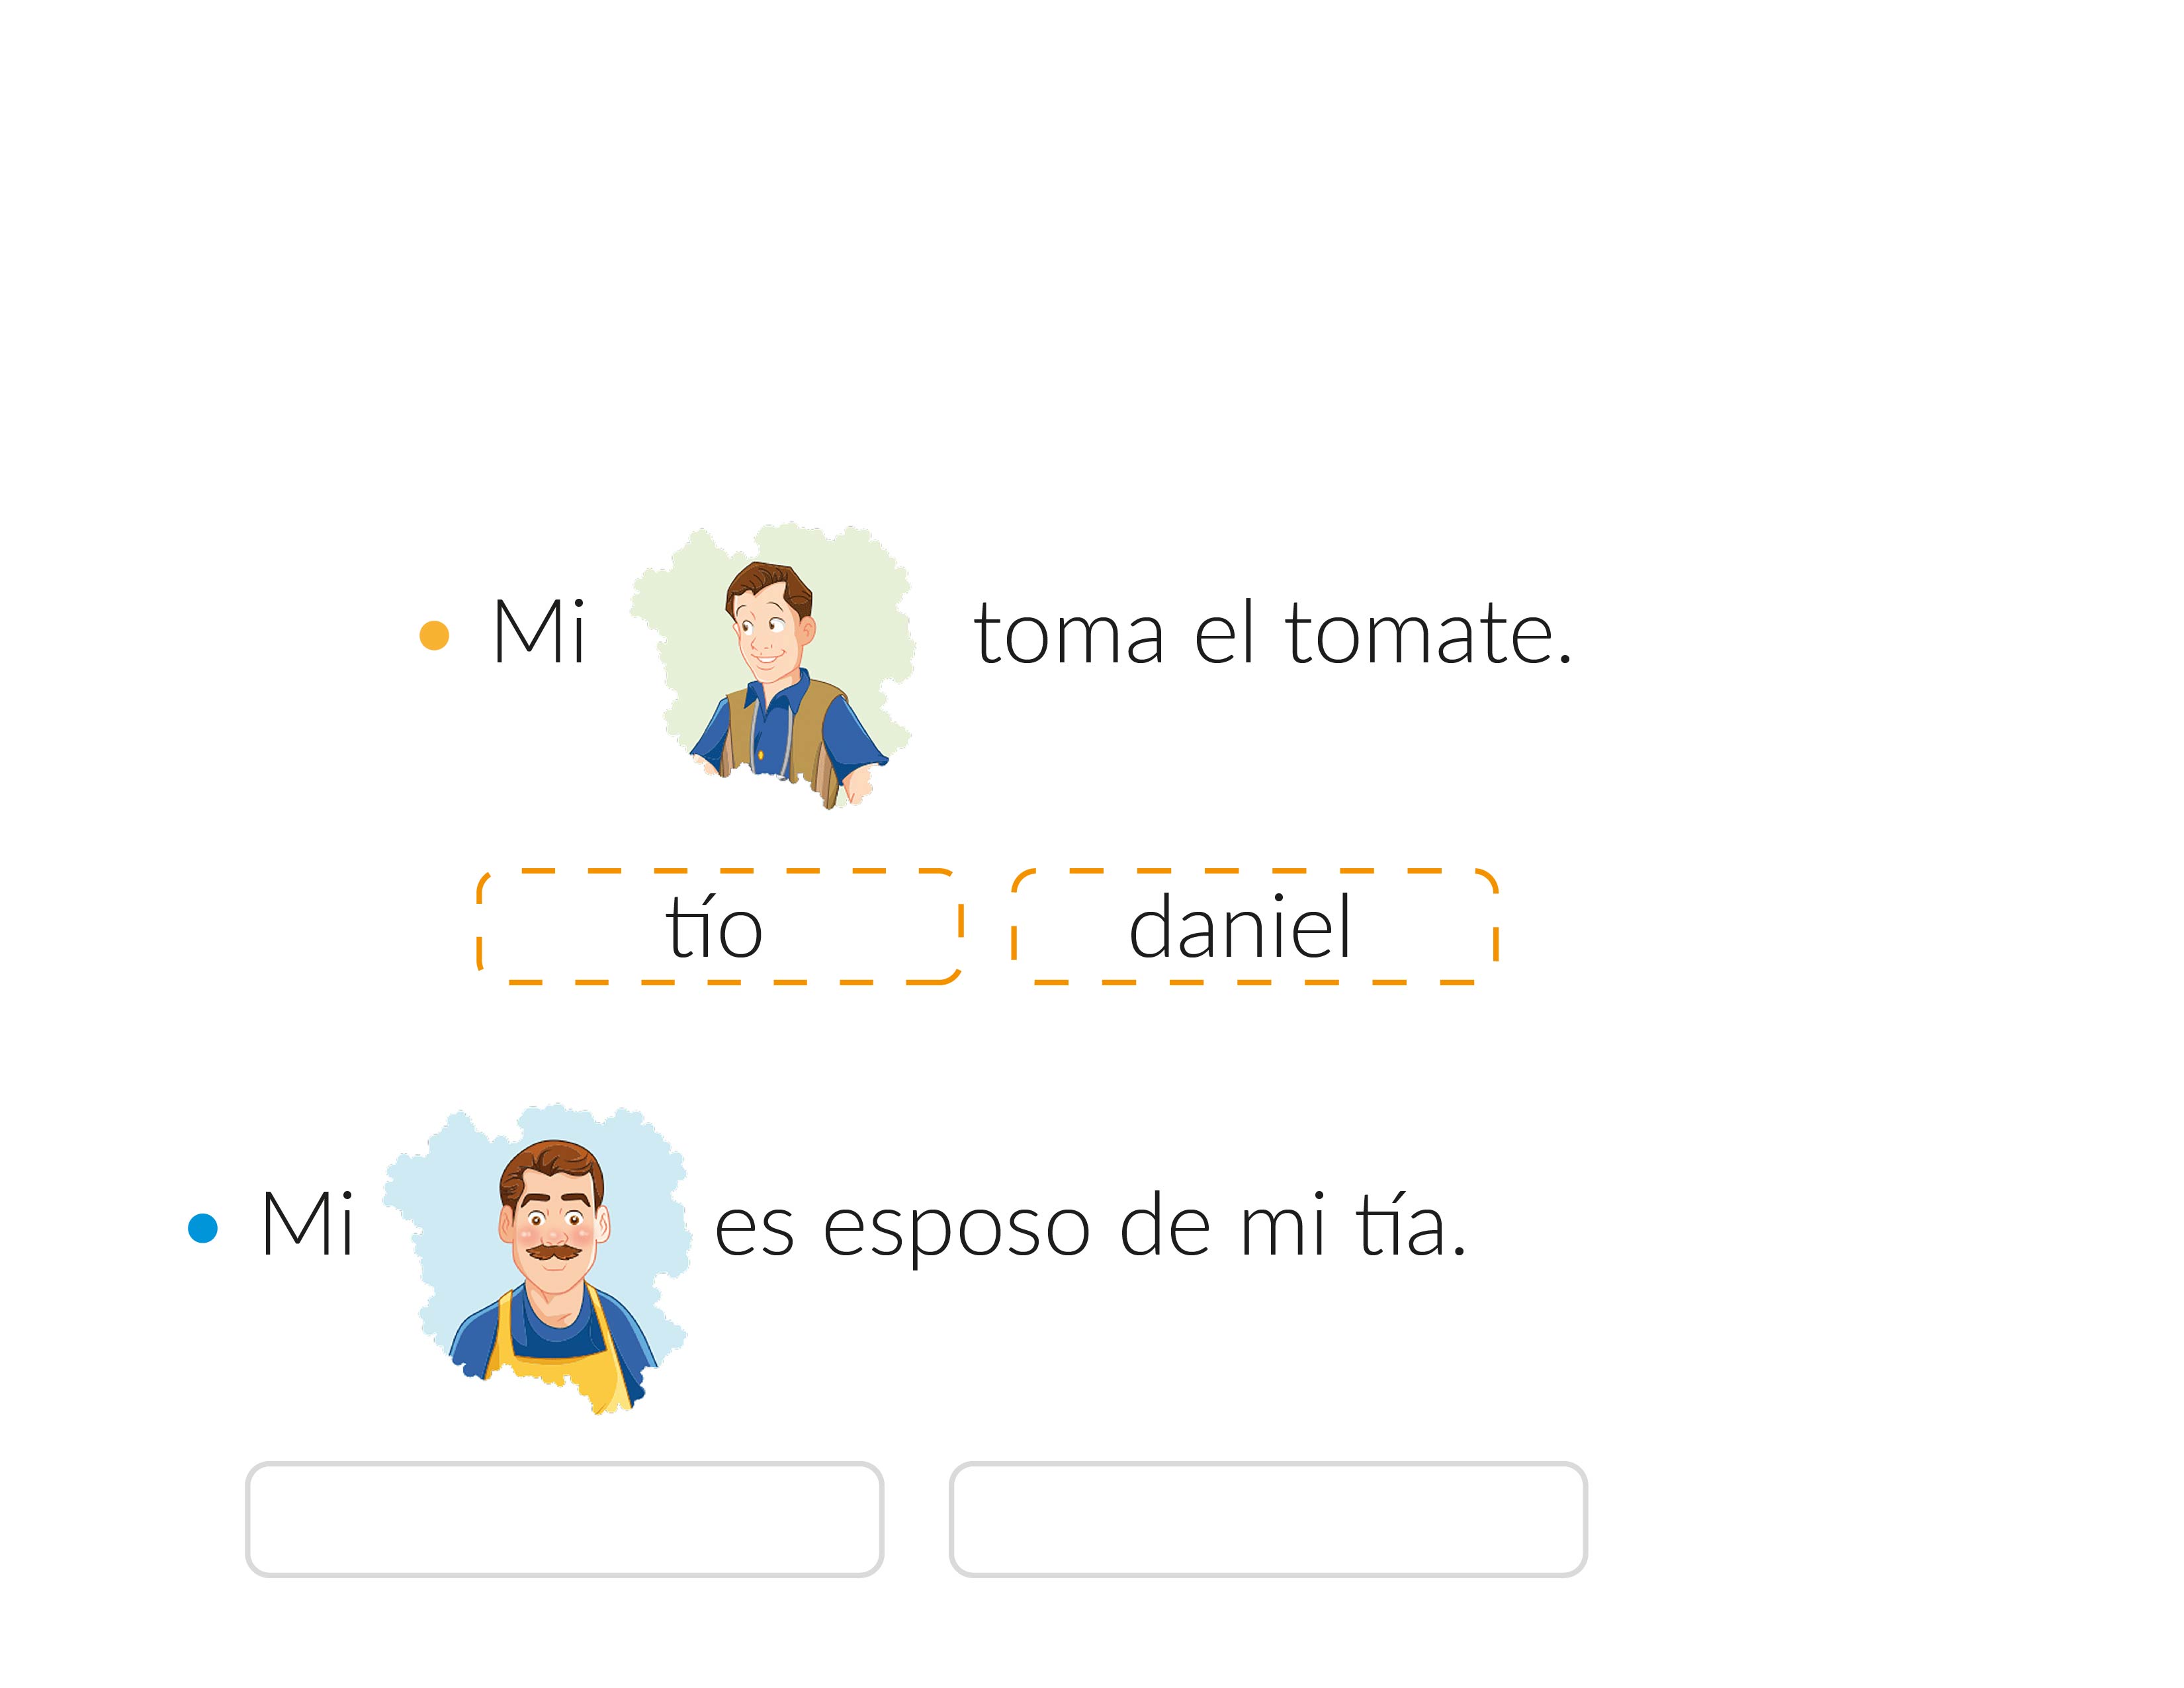 • Mi toma el tomate.
tío daniel
• Mi es esposo de mi tía.